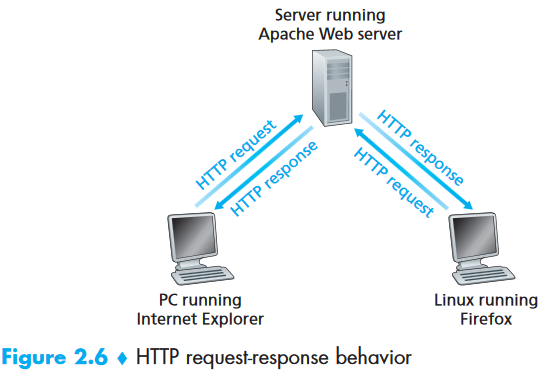 Server running
Apache Web server
HTTP request
HTTP response
HTTP response
HTTP request
PC running
Internet Explorer
Linux running
Firefox
Figure 2.6 ♦ HTTP request-response behavior